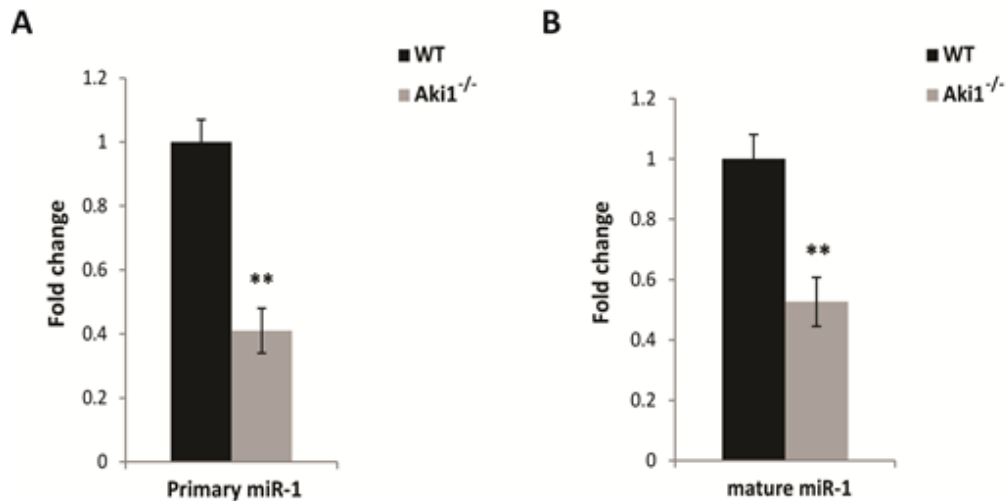 A
WT
Aki1-/-
1.2
1
0.8
0.6
0.4
0.2
0
Fold change
**
Primary miR-1
B
WT
Aki1-/-
1.2
1
0.8
0.6
0.4
0.2
0
Fold change
**
mature miR-1